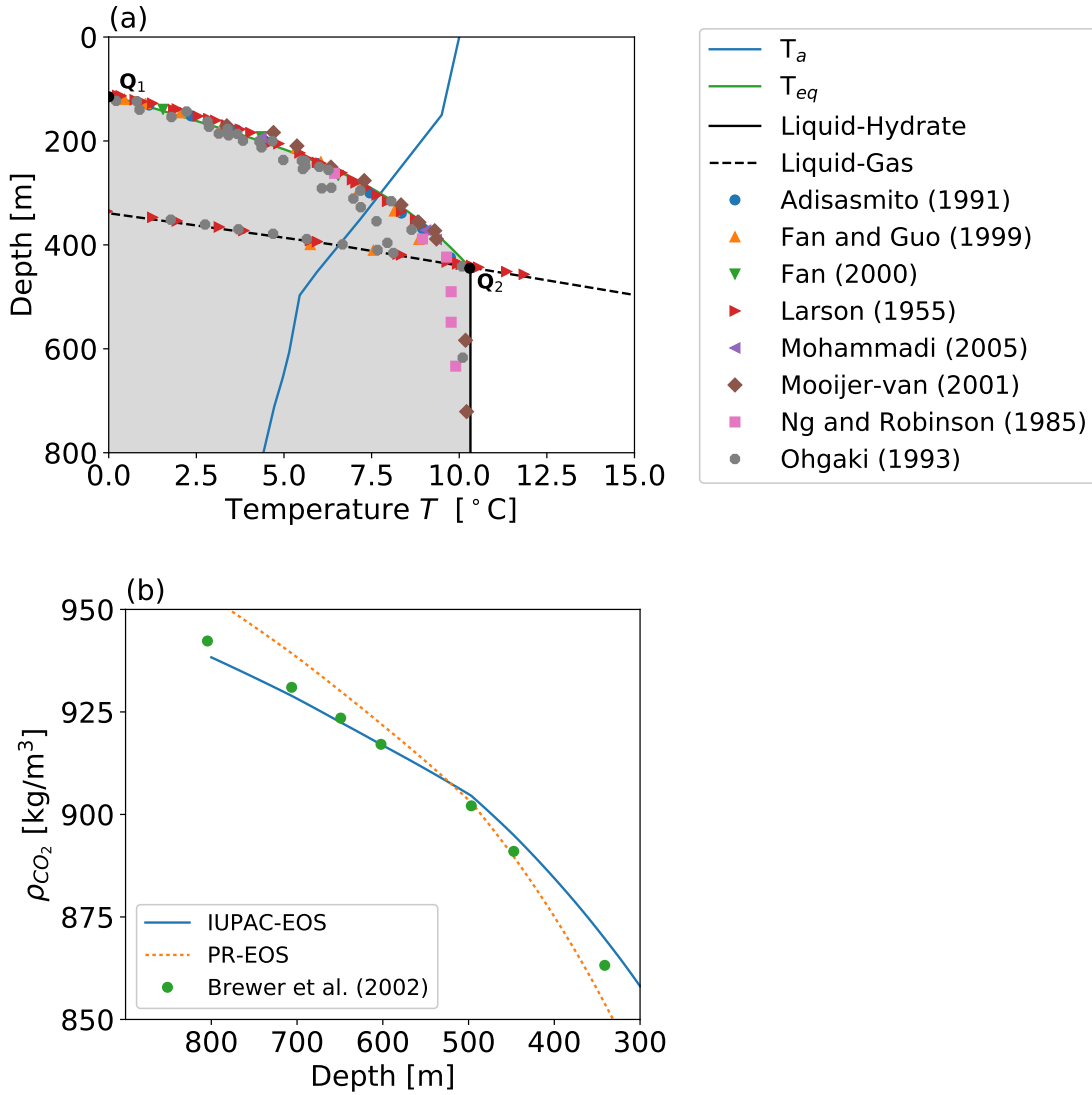 (a)
0
200
400
600
800
Depth [m]
Q1
Q2
0.0 2.5 5.0 7.5 10.0 12.5 15.0
Temperature T [°C]
Ta
Teq
Liquid-Hydrate
Liquid-Gas
Adisasmito (1991)
Fan and Guo (1999)
Fan (2000)
Larson (1955)
Mohammadi (2005)
Mooijer-van (2001)
Ng and Robinson (1985)
Ohgaki (1993)
(b)
950
925
900
875
850
ρCO2 [kg/m³]
IUPAC-EOS
PR-EOS
Brewer et al. (2002)
800 700 600 500 400 300
Depth [m]